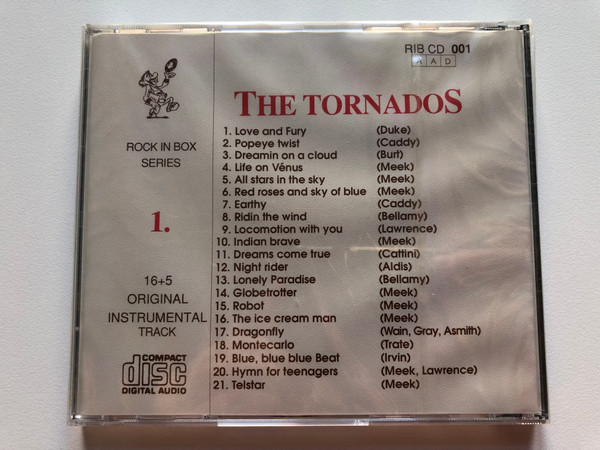 RIB CD 001
AAD
THE TORNADOS
ROCK IN BOX
SERIES
1.
16+5
ORIGINAL
INSTRUMENTAL
TRACK
COMPACT
disc
DIGITAL AUDIO
1. Love and Fury (Duke)
2. Popeye twist (Caddy)
3. Dreamin on a cloud (Burt)
4. Life on Vénus (Meek)
5. All stars in the sky (Meek)
6. Red roses and sky of blue (Meek)
7. Earthy (Caddy)
8. Ridin the wind (Bellamy)
9. Locomotion with you (Lawrence)
10. Indian brave (Meek)
11. Dreams come true (Cattini)
12. Night rider (Aldis)
13. Lonely Paradise (Bellamy)
14. Globetrotter (Meek)
15. Robot (Meek)
16. The ice cream man (Meek)
17. Dragonfly (Wain, Gray, Asmith)
18. Montecarlo (Trate)
19. Blue, blue blue Beat (Irvin)
20. Hymn for teenagers (Meek, Lawrence)
21. Telstar (Meek)